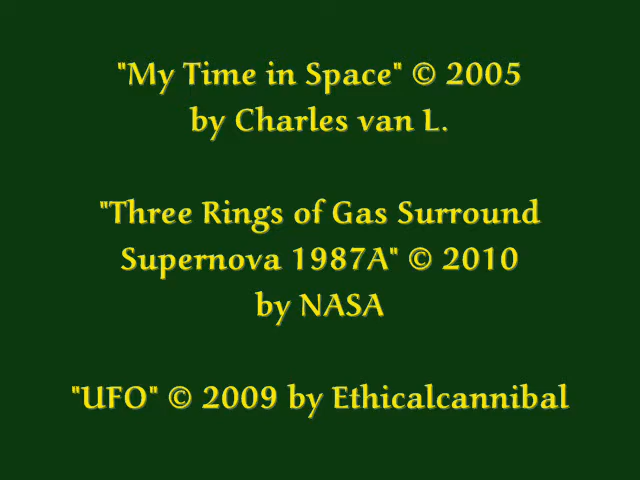 "My Time in Space" © 2005
by Charles van L.
"Three Rings of Gas Surround
Supernova 1987A" © 2010
by NASA
"UFO" © 2009 by Ethicalcannibal